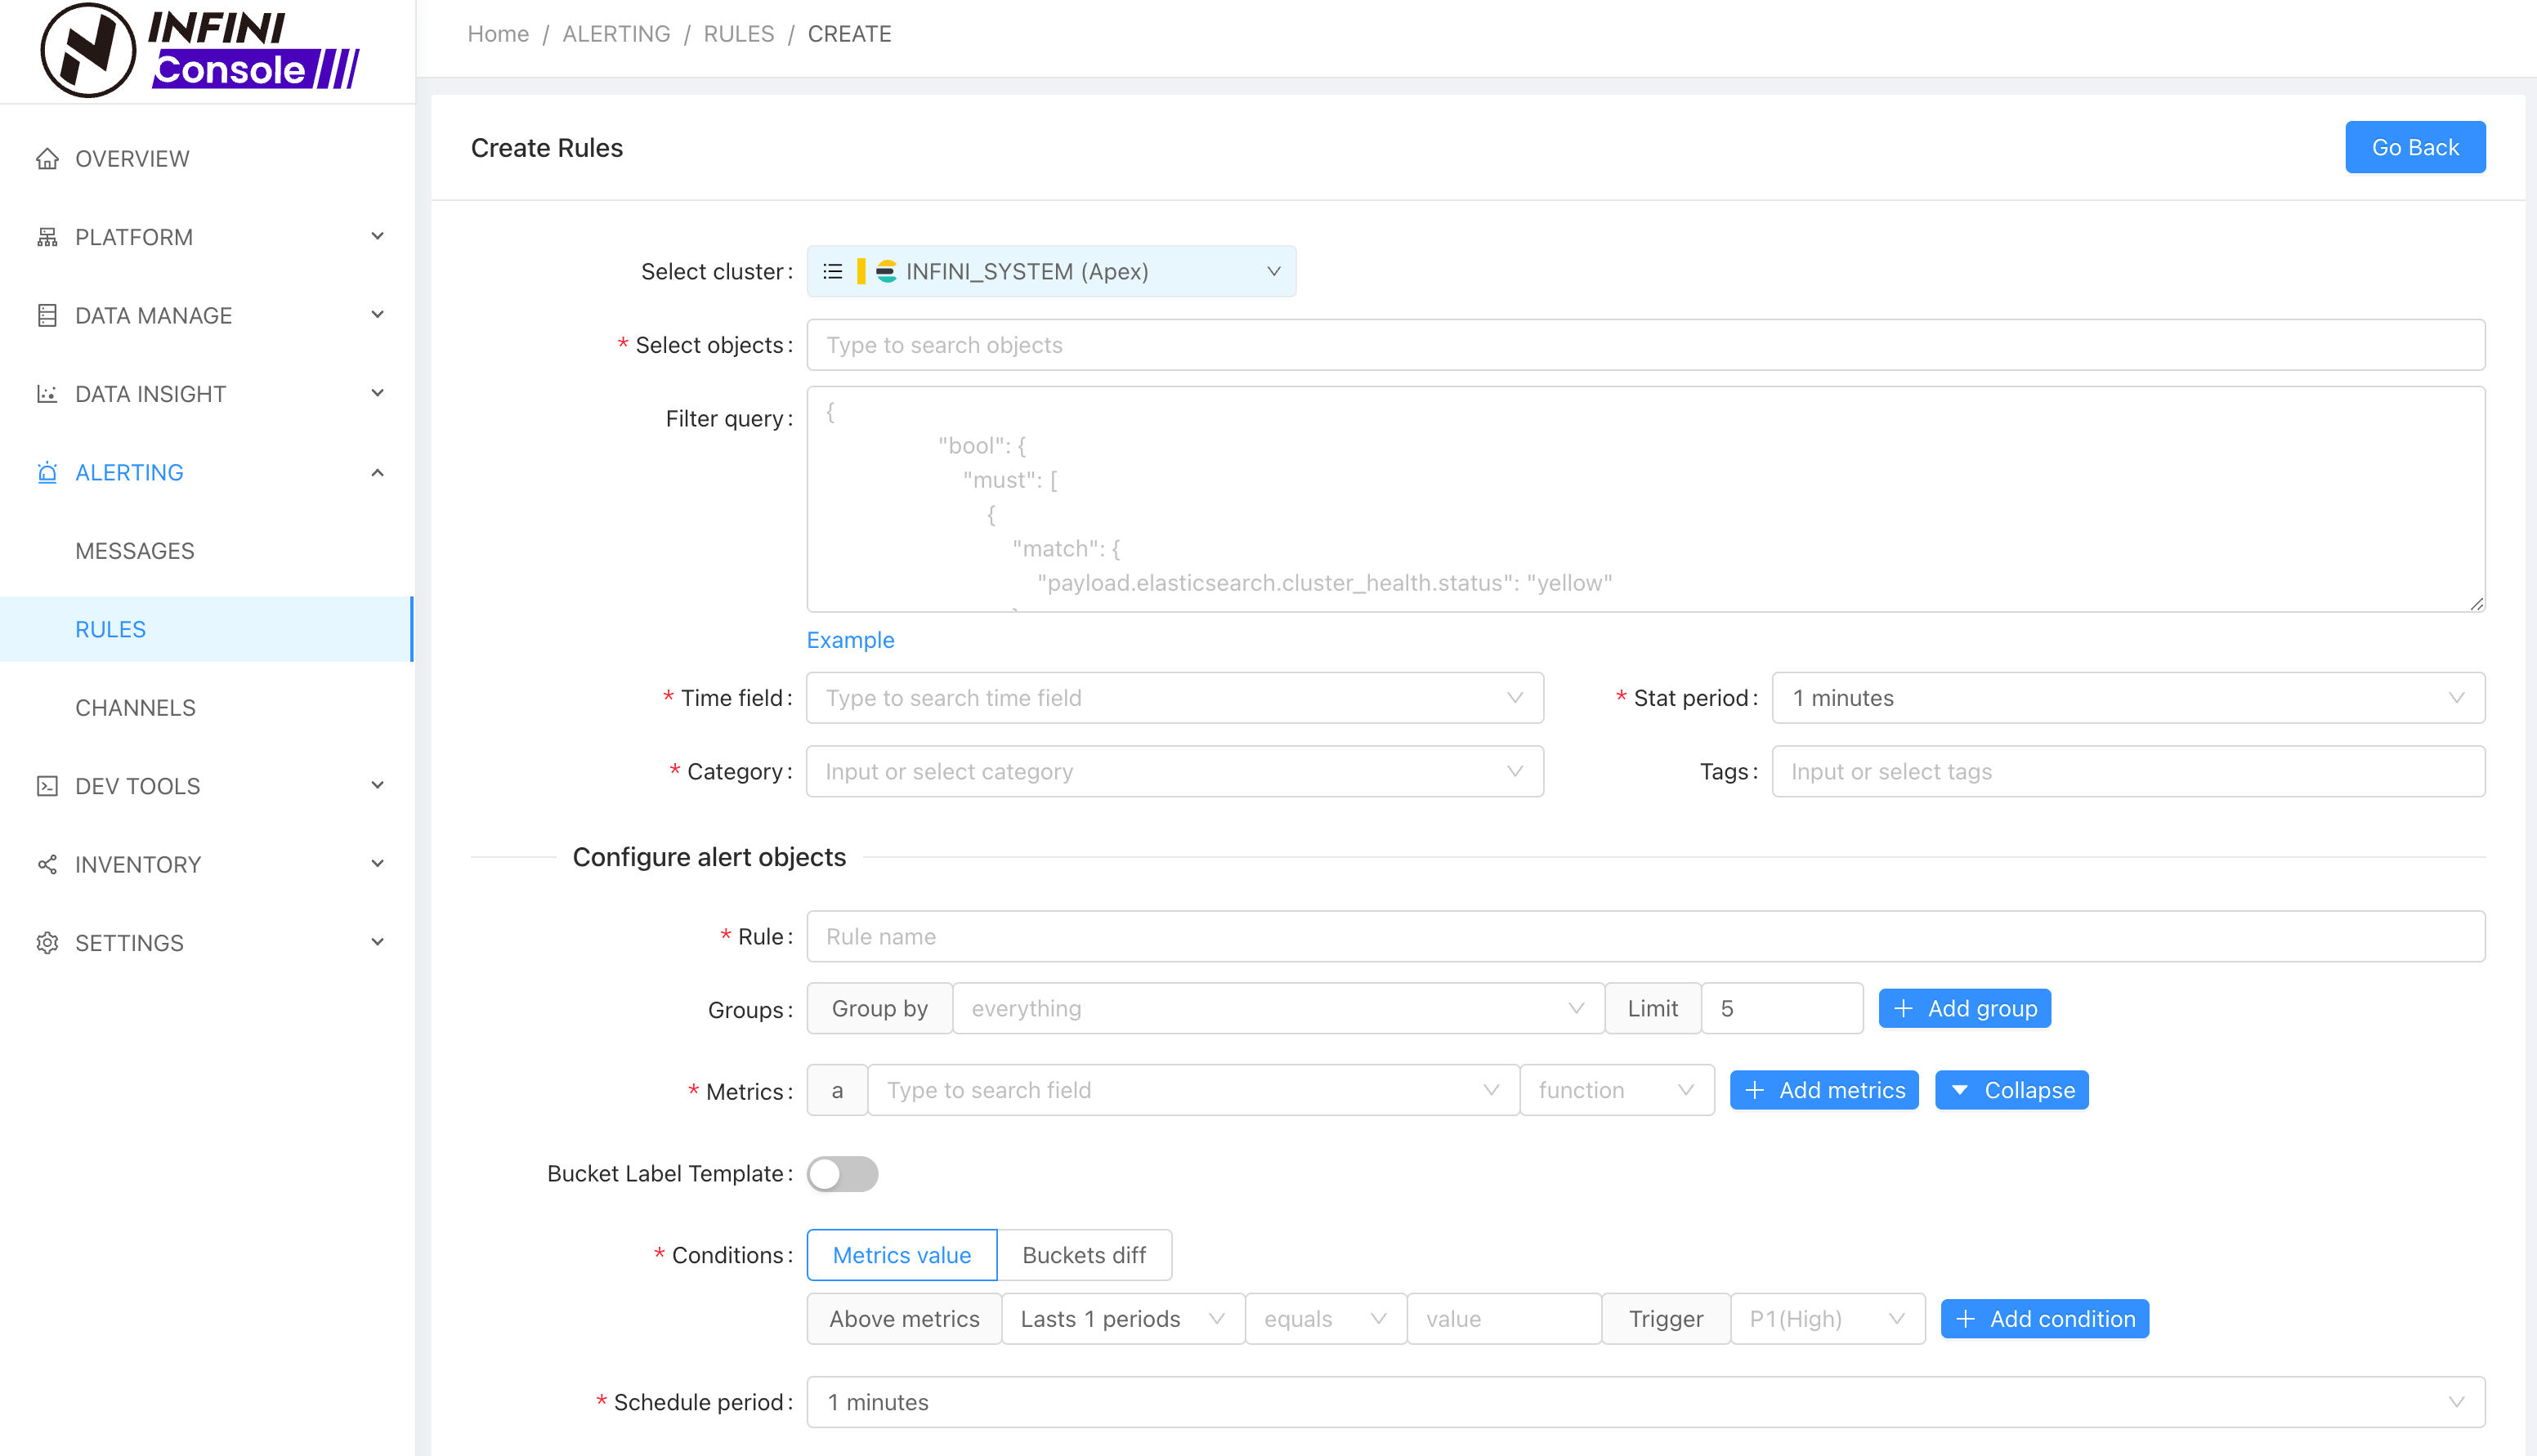 INFINI
Console
OVERVIEW
PLATFORM
DATA MANAGE
DATA INSIGHT
ALERTING
MESSAGES
RULES
CHANNELS
DEV TOOLS
INVENTORY
SETTINGS
Home / ALERTING / RULES / CREATE
Create Rules
Go Back
Select cluster: INFINI_SYSTEM (Apex)
* Select objects: Type to search objects
Filter query: {
"bool": {
"must": [
{
"match": {
"payload.elasticsearch.cluster_health.status": "yellow"
Example
* Time field: Type to search time field * Stat period: 1 minutes
* Category: Input or select category Tags: Input or select tags
Configure alert objects
* Rule: Rule name
Groups: Group by everything Limit 5 + Add group
* Metrics: a Type to search field function + Add metrics Collapse
Bucket Label Template:
* Conditions: Metrics value Buckets diff
Above metrics Lasts 1 periods equals value Trigger P1(High) + Add condition
* Schedule period: 1 minutes